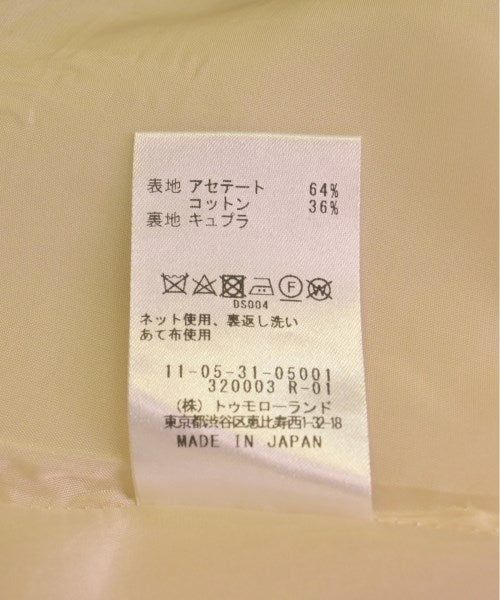 表地 アセテート 64%
コットン 36%
裏地 キュプラ
DS004
ネット使用、裏返し洗い
あて布使用
11-05-31-05001
320003 R-01
(株) トゥモローランド
東京都渋谷区恵比寿西1-32-18
MADE IN JAPAN